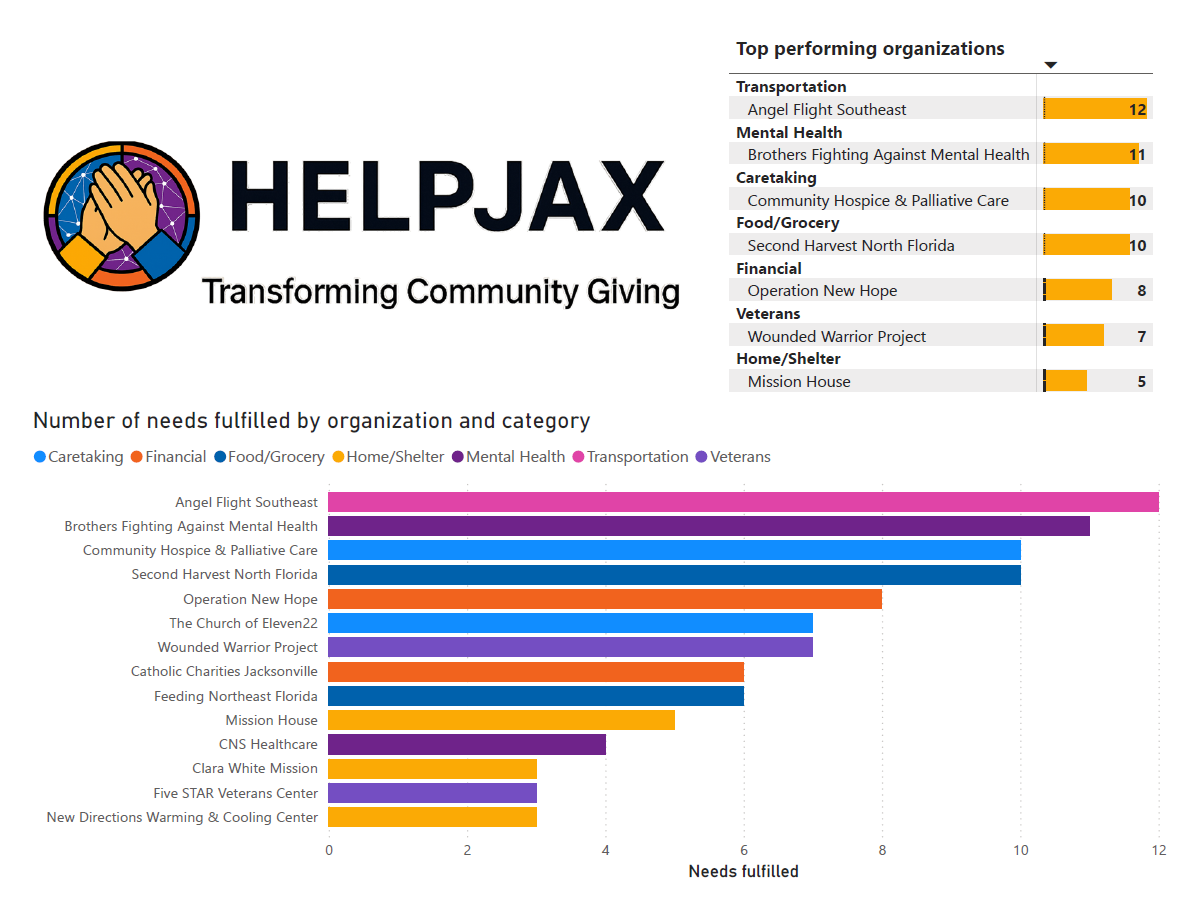 HELPJAX
Transforming Community Giving
Top performing organizations
Transportation
Angel Flight Southeast 12
Mental Health
Brothers Fighting Against Mental Health 11
Caretaking
Community Hospice & Palliative Care 10
Food/Grocery
Second Harvest North Florida 10
Financial
Operation New Hope 8
Veterans
Wounded Warrior Project 7
Home/Shelter
Mission House 5
Number of needs fulfilled by organization and category
Caretaking Financial Food/Grocery Home/Shelter Mental Health Transportation Veterans
Angel Flight Southeast
Brothers Fighting Against Mental Health
Community Hospice & Palliative Care
Second Harvest North Florida
Operation New Hope
The Church of Eleven22
Wounded Warrior Project
Catholic Charities Jacksonville
Feeding Northeast Florida
Mission House
CNS Healthcare
Clara White Mission
Five STAR Veterans Center
New Directions Warming & Cooling Center
0 2 4 6 8 10 12
Needs fulfilled